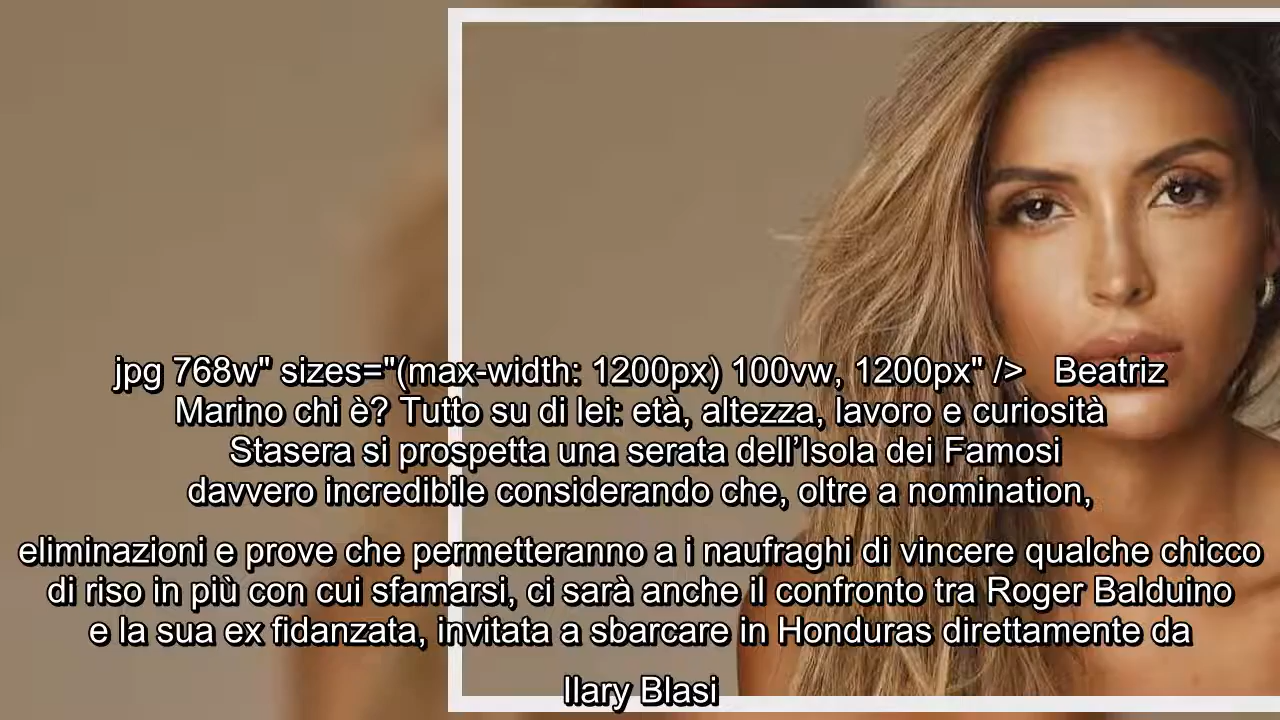 jpg 768w" sizes="(max-width: 1200px) 100vw, 1200px" /> Beatriz
Marino chi è? Tutto su di lei: età, altezza, lavoro e curiosità
Stasera si prospetta una serata dell’Isola dei Famosi
davvero incredibile considerando che, oltre a nomination,
eliminazioni e prove che permetteranno a i naufraghi di vincere qualche chicco
di riso in più con cui sfamarsi, ci sarà anche il confronto tra Roger Balduino
e la sua ex fidanzata, invitata a sbarcare in Honduras direttamente da
Ilary Blasi